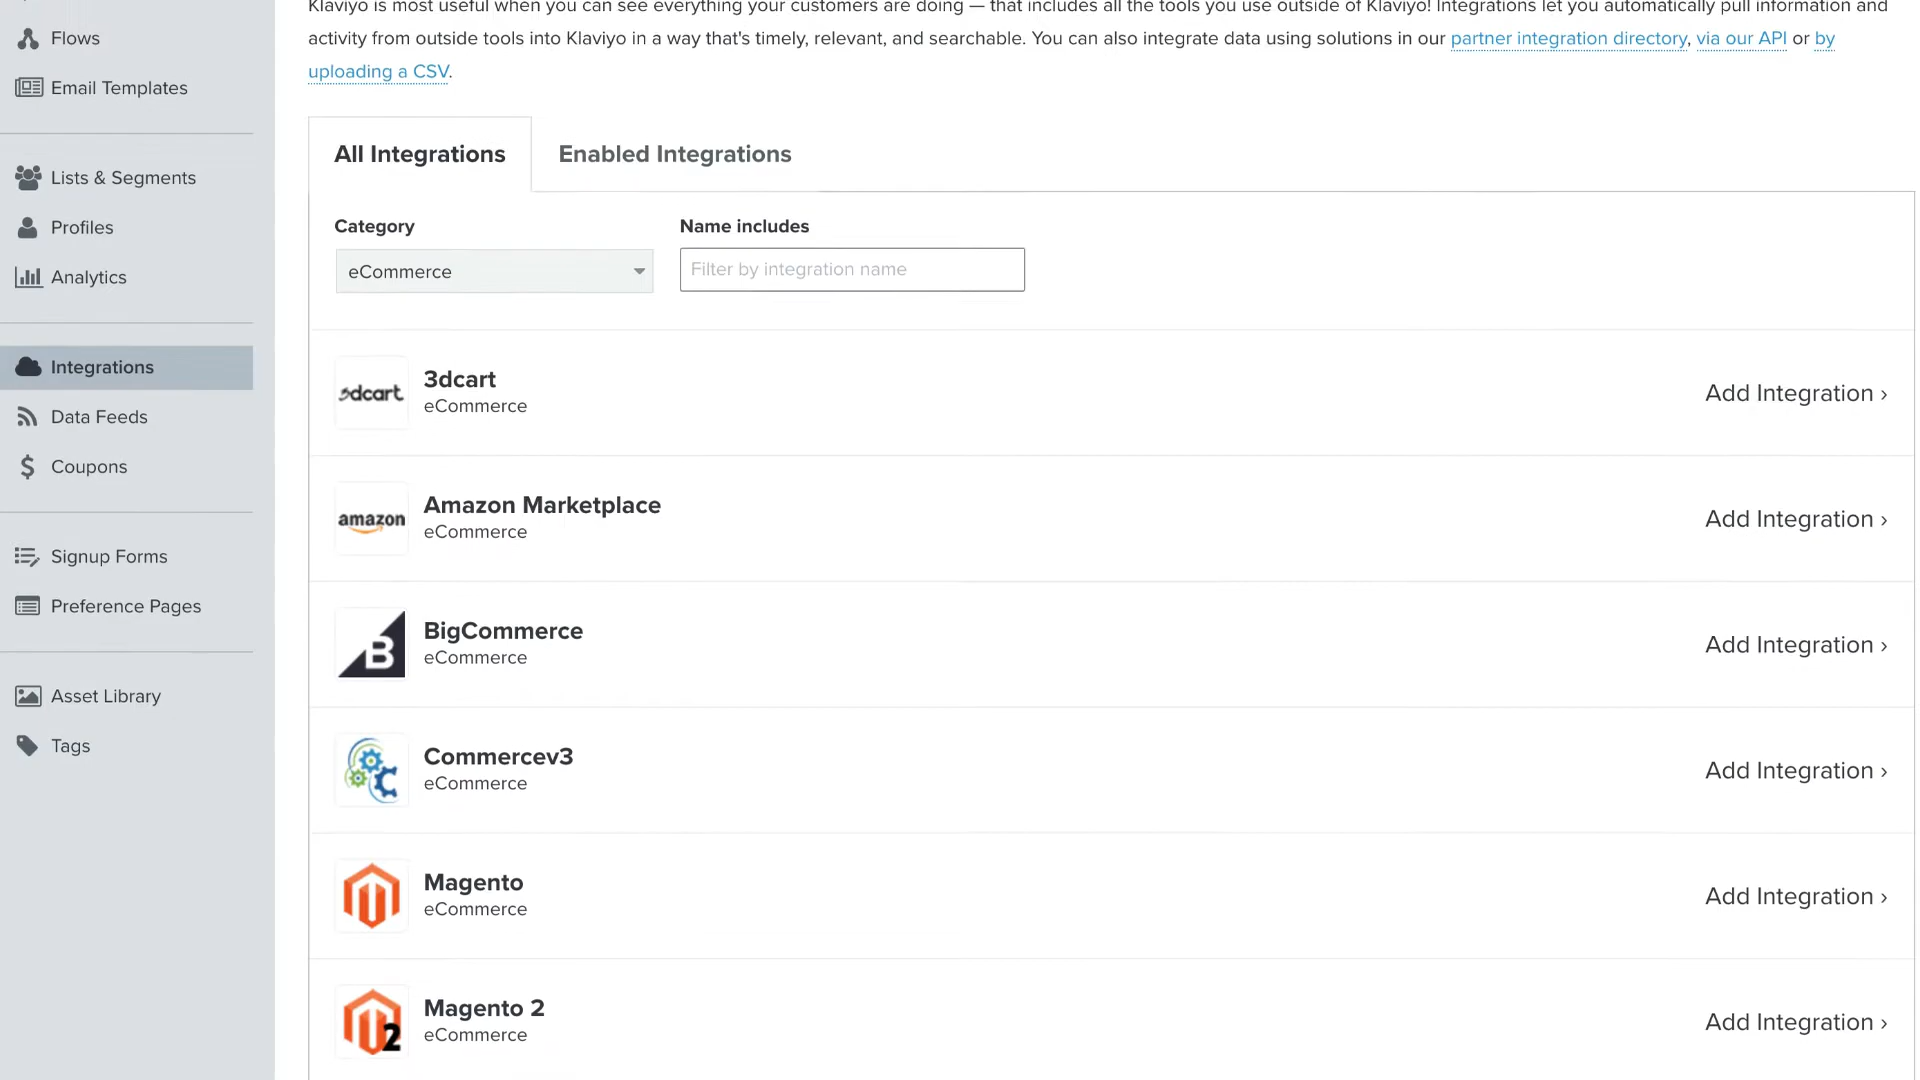 Flows
Email Templates
Lists & Segments
Profiles
Analytics
Integrations
Data Feeds
Coupons
Signup Forms
Preference Pages
Asset Library
Tags
Klaviyo is most useful when you can see everything your customers are doing — that includes all the tools you use outside of Klaviyo! Integrations let you automatically pull information and
activity from outside tools into Klaviyo in a way that's timely, relevant, and searchable. You can also integrate data using solutions in our partner integration directory, via our API or by
uploading a CSV.
All Integrations
Enabled Integrations
Category
Name includes
eCommerce
Filter by integration name
3dcart
3dcart
eCommerce
Add Integration ›
amazon
Amazon Marketplace
eCommerce
Add Integration ›
B
BigCommerce
eCommerce
Add Integration ›
C
Commercev3
eCommerce
Add Integration ›
Magento
eCommerce
Add Integration ›
2
Magento 2
eCommerce
Add Integration ›